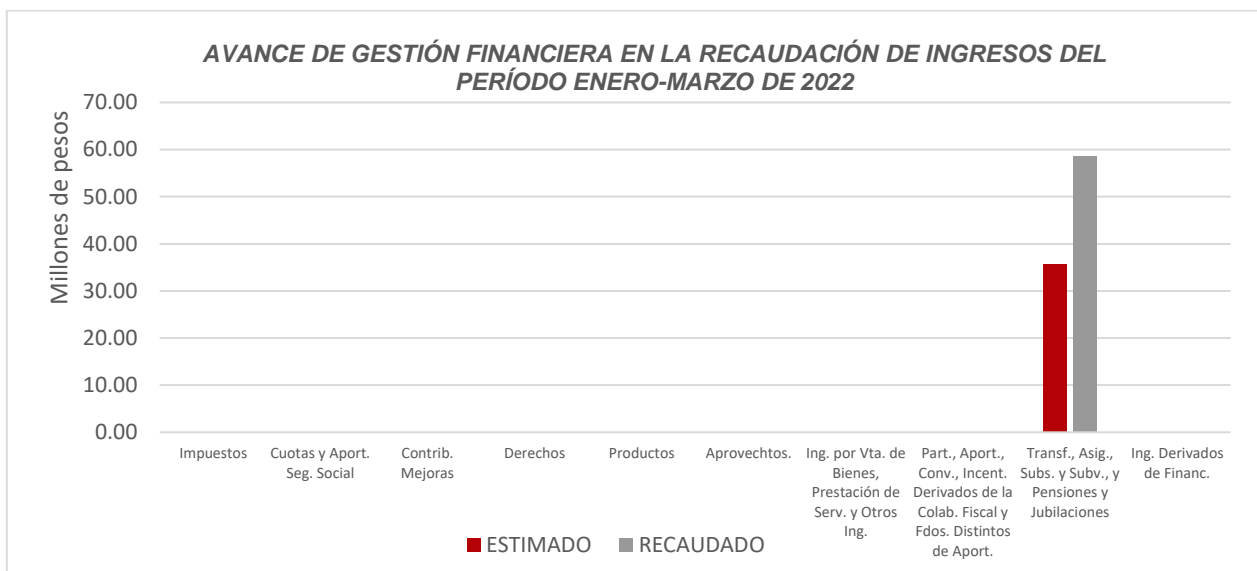 AVANCE DE GESTIÓN FINANCIERA EN LA RECAUDACIÓN DE INGRESOS DEL
PERÍODO ENERO-MARZO DE 2022
Millones de pesos
70.00
60.00
50.00
40.00
30.00
20.00
10.00
0.00
Impuestos
Cuotas y Aport.
Seg. Social
Contrib.
Mejoras
Derechos
Productos
Aprovechtos.
Ing. por Vta. de
Bienes,
Prestación de
Serv. y Otros
Ing.
Part., Aport.,
Conv., Incent.
Derivados de la
Colab. Fiscal y
Fdos. Distintos
de Aport.
Transf., Asig.,
Subs. y Subv., y
Pensiones y
Jubilaciones
Ing. Derivados
de Financ.
ESTIMADO
RECAUDADO